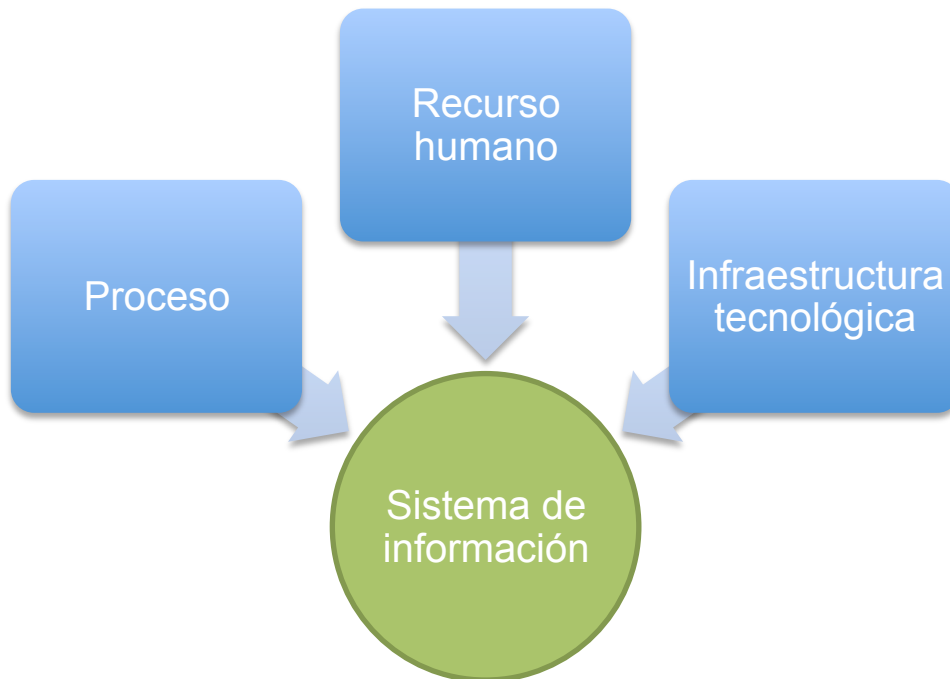 Recurso
humano
Proceso
Infraestructura
tecnológica
Sistema de
información